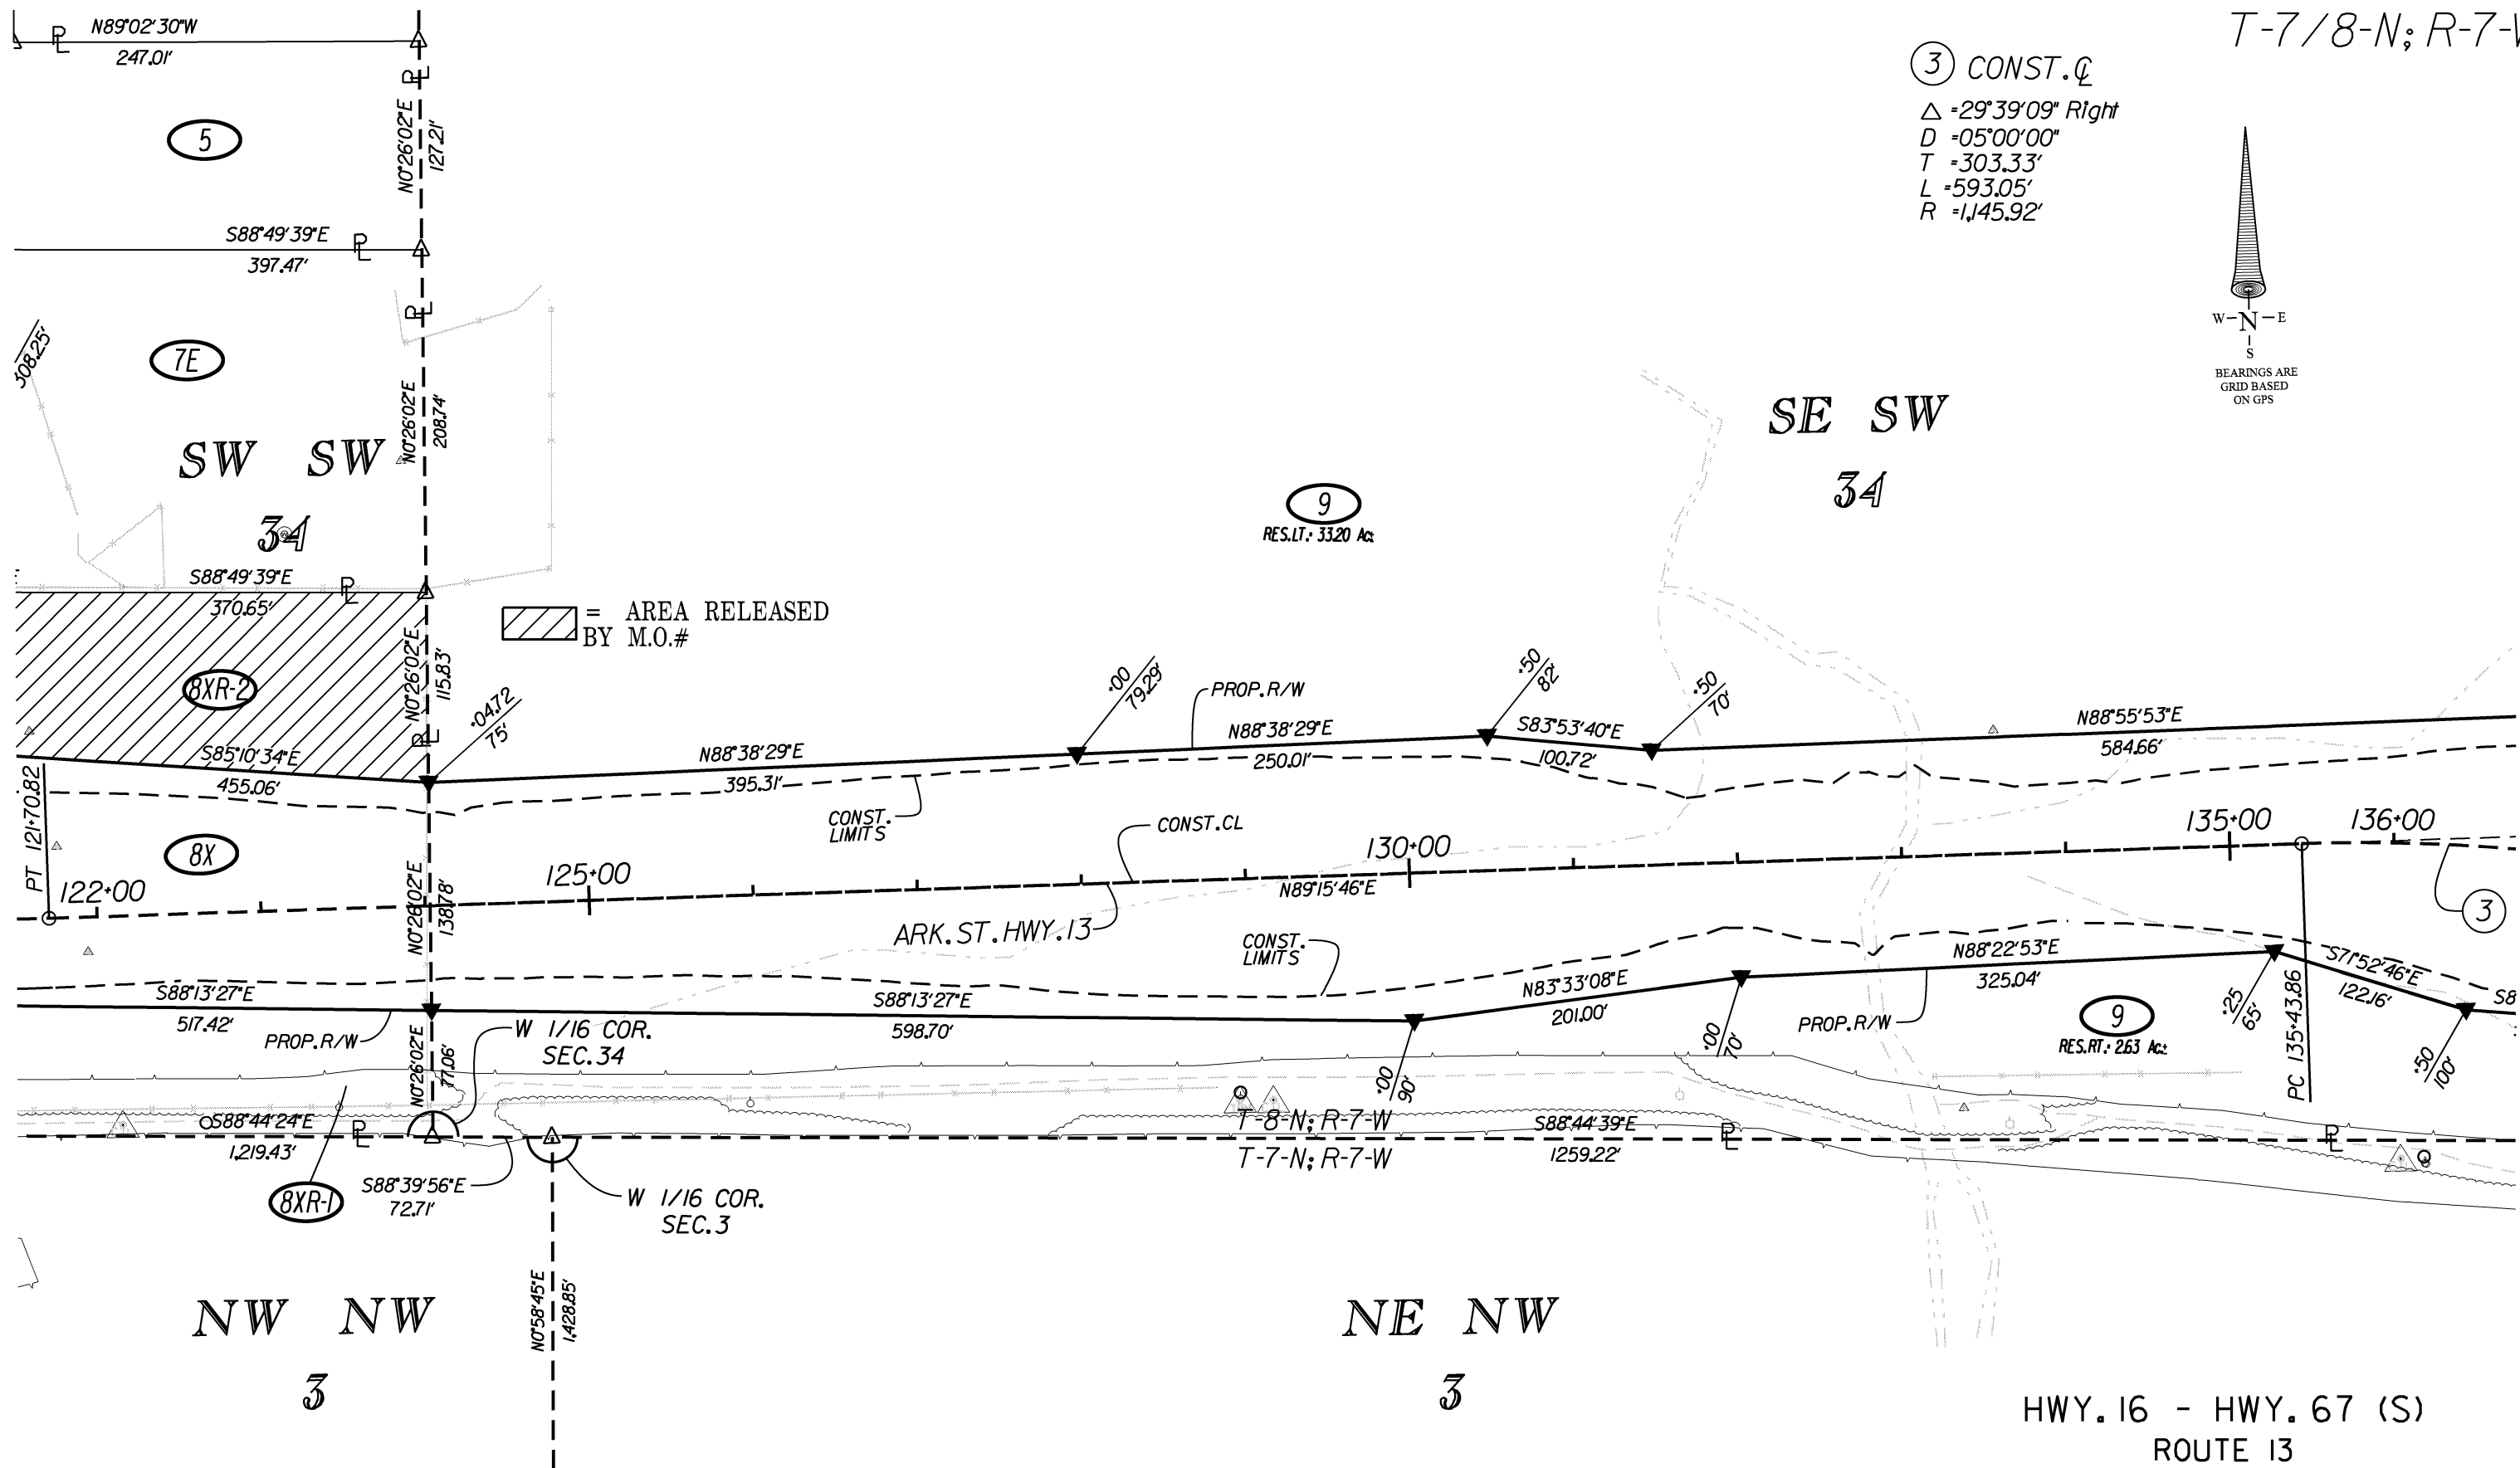 T-7/8-N; R-7-W
N89°02'30"W
247.01'
3 CONST. ℄
△ =29°39'09" Right
D =05°00'00"
T =303.33'
L =593.05'
R =1,145.92'
W N E
S
BEARINGS ARE
GRID BASED
ON GPS
5
N0°26'02"E
127.21'
S88°49'39"E
397.47'
308.25'
7E
N0°26'02"E
208.74'
SW SW
34
SE SW
34
9
RES.LT.: 33.20 Ac±
S88°49'39"E
370.65'
= AREA RELEASED
BY M.O.#
8XR-2
N0°26'02"E
115.83'
+04.72
75'
+00
79.29'
PROP.R/W
+50
82'
+50
70'
S85°10'34"E
455.06'
N88°38'29"E
395.31'
N88°38'29"E
250.01'
S83°53'40"E
100.72'
N88°55'53"E
584.66'
PT 121+70.82
8X
122+00
125+00
130+00
135+00
136+00
CONST.
LIMITS
CONST.CL
N89°15'46"E
ARK.ST.HWY.13
N0°26'02"E
138.78'
3
CONST.
LIMITS
S88°13'27"E
517.42'
PROP.R/W
S88°13'27"E
598.70'
N83°33'08"E
201.00'
N88°22'53"E
325.04'
PROP.R/W
S71°52'46"E
122.16'
S8
+00
90'
+00
70'
+25
65'
+50
100'
PC 135+43.86
9
RES.RT.: 2.63 Ac.±
W 1/16 COR.
SEC.34
N0°26'02"E
77.06'
S88°44'24"E
1,219.43'
T-8-N; R-7-W
T-7-N; R-7-W
S88°44'39"E
1259.22'
8XR-1
S88°39'56"E
72.71'
W 1/16 COR.
SEC.3
N0°58'45"E
1,428.85'
NW NW
3
NE NW
3
HWY. 16 - HWY. 67 (S)
ROUTE 13